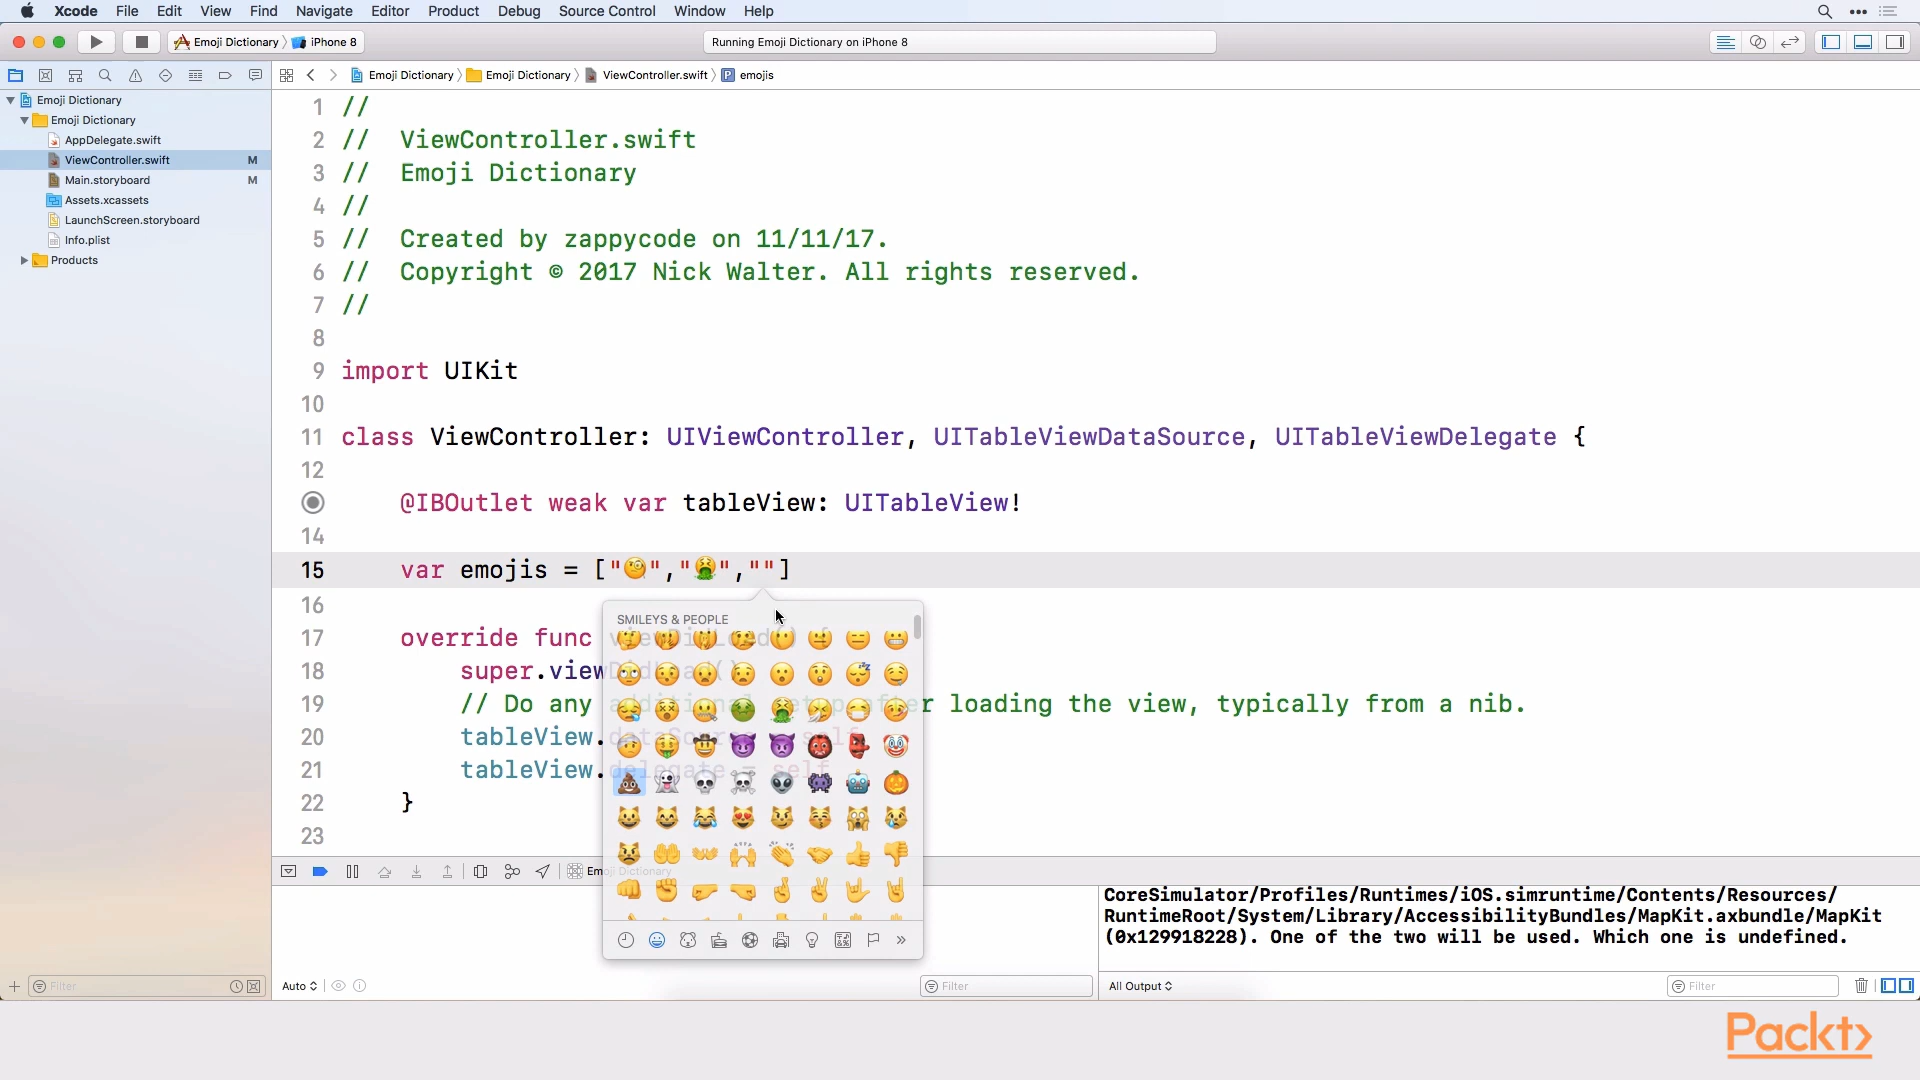 Xcode File Edit View Find Navigate Editor Product Debug Source Control Window Help
Emoji Dictionary iPhone 8
Running Emoji Dictionary on iPhone 8
Emoji Dictionary Emoji Dictionary ViewController.swift emojis
Emoji Dictionary
Emoji Dictionary
AppDelegate.swift
ViewController.swift M
Main.storyboard M
Assets.xcassets
LaunchScreen.storyboard
Info.plist
Products
1 //
2 // ViewController.swift
3 // Emoji Dictionary
4 //
5 // Created by zappycode on 11/11/17.
6 // Copyright © 2017 Nick Walter. All rights reserved.
7 //
8
9 import UIKit
10
11 class ViewController: UIViewController, UITableViewDataSource, UITableViewDelegate {
12
@IBOutlet weak var tableView: UITableView!
14
15 var emojis = ["🧐","🤮",""]
16
SMILEYS & PEOPLE
17 override func viewDidLoad() {
18 super.viewDidLoad()
19 // Do any additional setup after loading the view, typically from a nib.
20 tableView.dataSource = self
21 tableView.delegate = self
22 }
23
Emoji Dictionary
CoreSimulator/Profiles/Runtimes/iOS.simruntime/Contents/Resources/
RuntimeRoot/System/Library/AccessibilityBundles/MapKit.axbundle/MapKit
(0x129918228). One of the two will be used. Which one is undefined.
Filter
Auto
Filter
All Output
Filter
Packt>